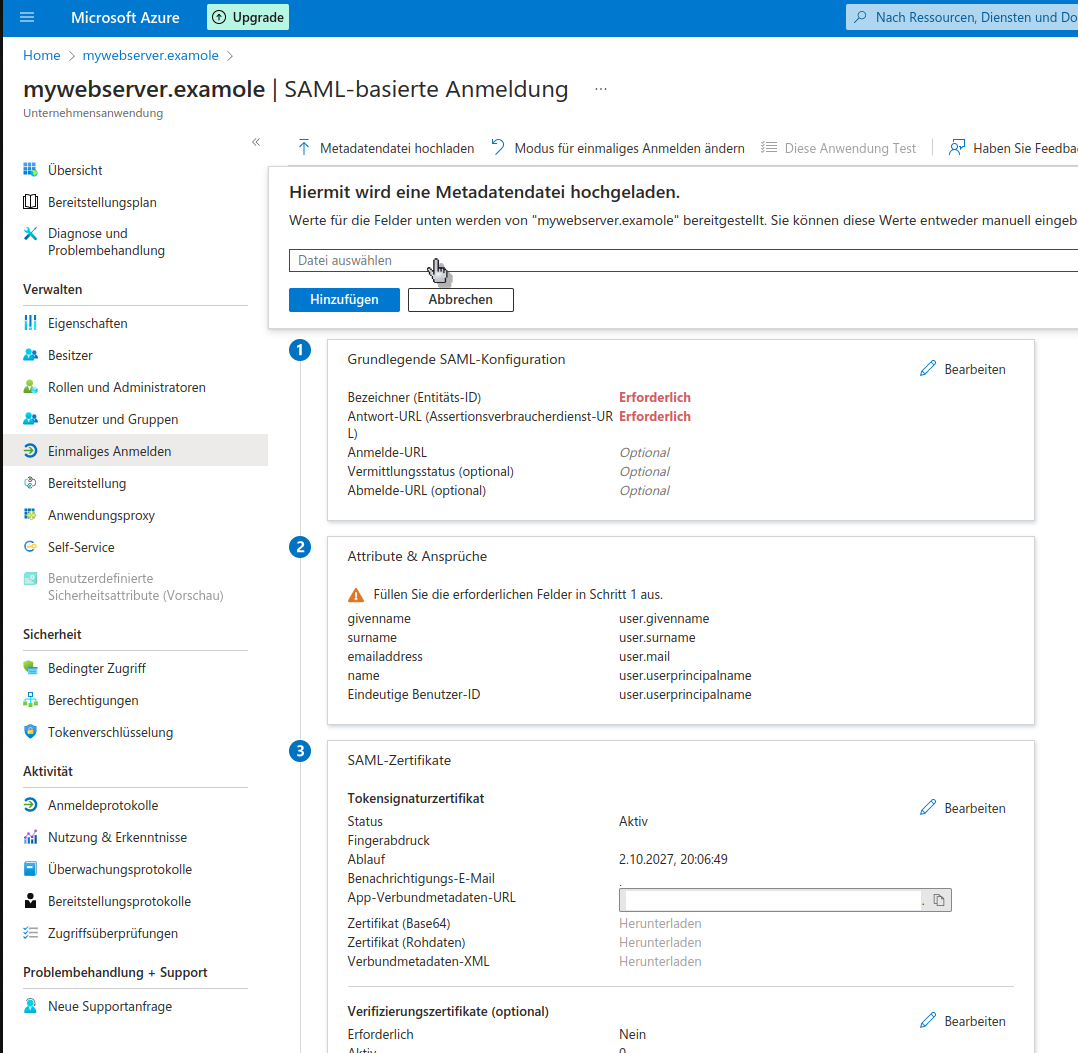 Microsoft Azure
Upgrade
Nach Ressourcen, Diensten und Do
Home > mywebserver.examole >
mywebserver.examole | SAML-basierte Anmeldung ...
Unternehmensanwendung
«
Metadatendatei hochladen
Modus für einmaliges Anmelden ändern
Diese Anwendung Test
Haben Sie Feedba
Übersicht
Bereitstellungsplan
Diagnose und
Problembehandlung
Verwalten
Eigenschaften
Besitzer
Rollen und Administratoren
Benutzer und Gruppen
Einmaliges Anmelden
Bereitstellung
Anwendungsproxy
Self-Service
Benutzerdefinierte
Sicherheitsattribute (Vorschau)
Sicherheit
Bedingter Zugriff
Berechtigungen
Tokenverschlüsselung
Aktivität
Anmeldeprotokolle
Nutzung & Erkenntnisse
Überwachungsprotokolle
Bereitstellungsprotokolle
Zugriffsüberprüfungen
Problembehandlung + Support
Neue Supportanfrage
Hiermit wird eine Metadatendatei hochgeladen.
Werte für die Felder unten werden von "mywebserver.examole" bereitgestellt. Sie können diese Werte entweder manuell eingeb
Datei auswählen
Hinzufügen
Abbrechen
1
Grundlegende SAML-Konfiguration
Bearbeiten
Bezeichner (Entitäts-ID) Erforderlich
Antwort-URL (Assertionsverbraucherdienst-UR Erforderlich
L)
Anmelde-URL Optional
Vermittlungsstatus (optional) Optional
Abmelde-URL (optional) Optional
2
Attribute & Ansprüche
Füllen Sie die erforderlichen Felder in Schritt 1 aus.
givenname user.givenname
surname user.surname
emailaddress user.mail
name user.userprincipalname
Eindeutige Benutzer-ID user.userprincipalname
3
SAML-Zertifikate
Tokensignaturzertifikat
Bearbeiten
Status Aktiv
Fingerabdruck
Ablauf 2.10.2027, 20:06:49
Benachrichtigungs-E-Mail
App-Verbundmetadaten-URL
Zertifikat (Base64) Herunterladen
Zertifikat (Rohdaten) Herunterladen
Verbundmetadaten-XML Herunterladen
Verifizierungszertifikate (optional)
Bearbeiten
Erforderlich Nein
Aktiv 0